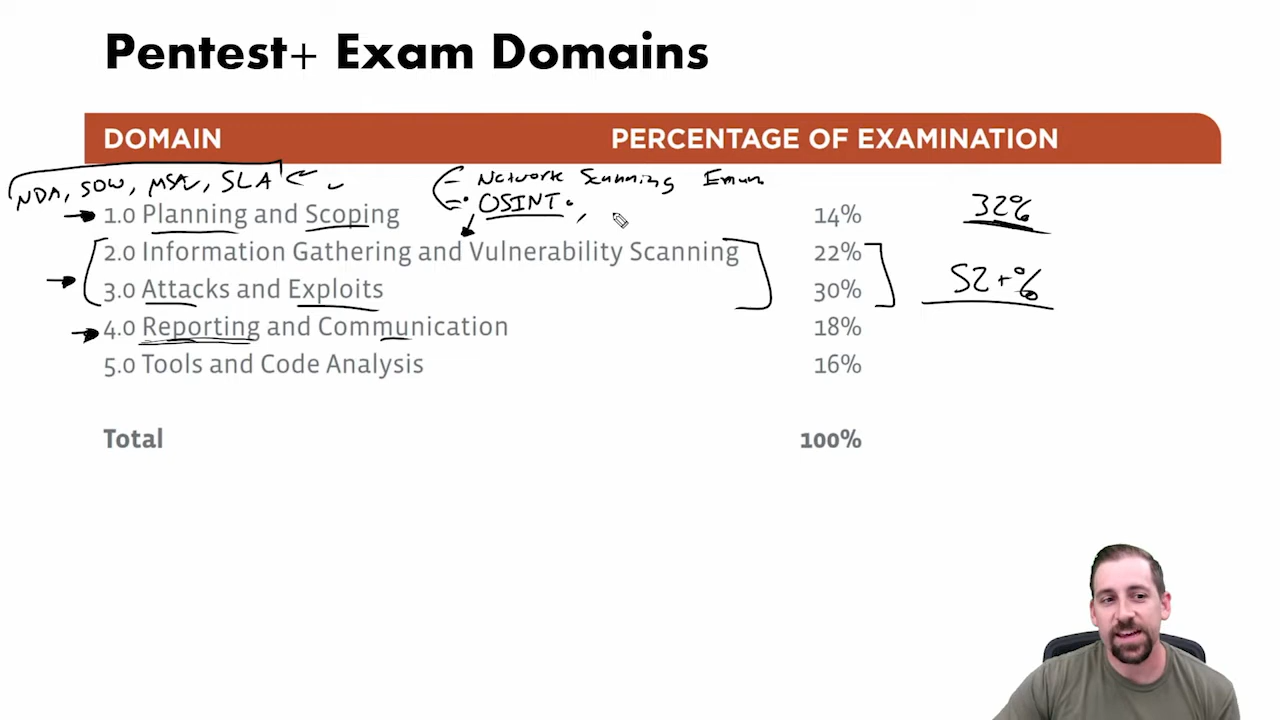 Pentest+ Exam Domains
DOMAIN PERCENTAGE OF EXAMINATION
NDA, SOW, MSA, SLA
- Network Scanning Enum
OSINT
1.0 Planning and Scoping 14% 32%
2.0 Information Gathering and Vulnerability Scanning 22%
3.0 Attacks and Exploits 30% 52+%
4.0 Reporting and Communication 18%
5.0 Tools and Code Analysis 16%
Total 100%